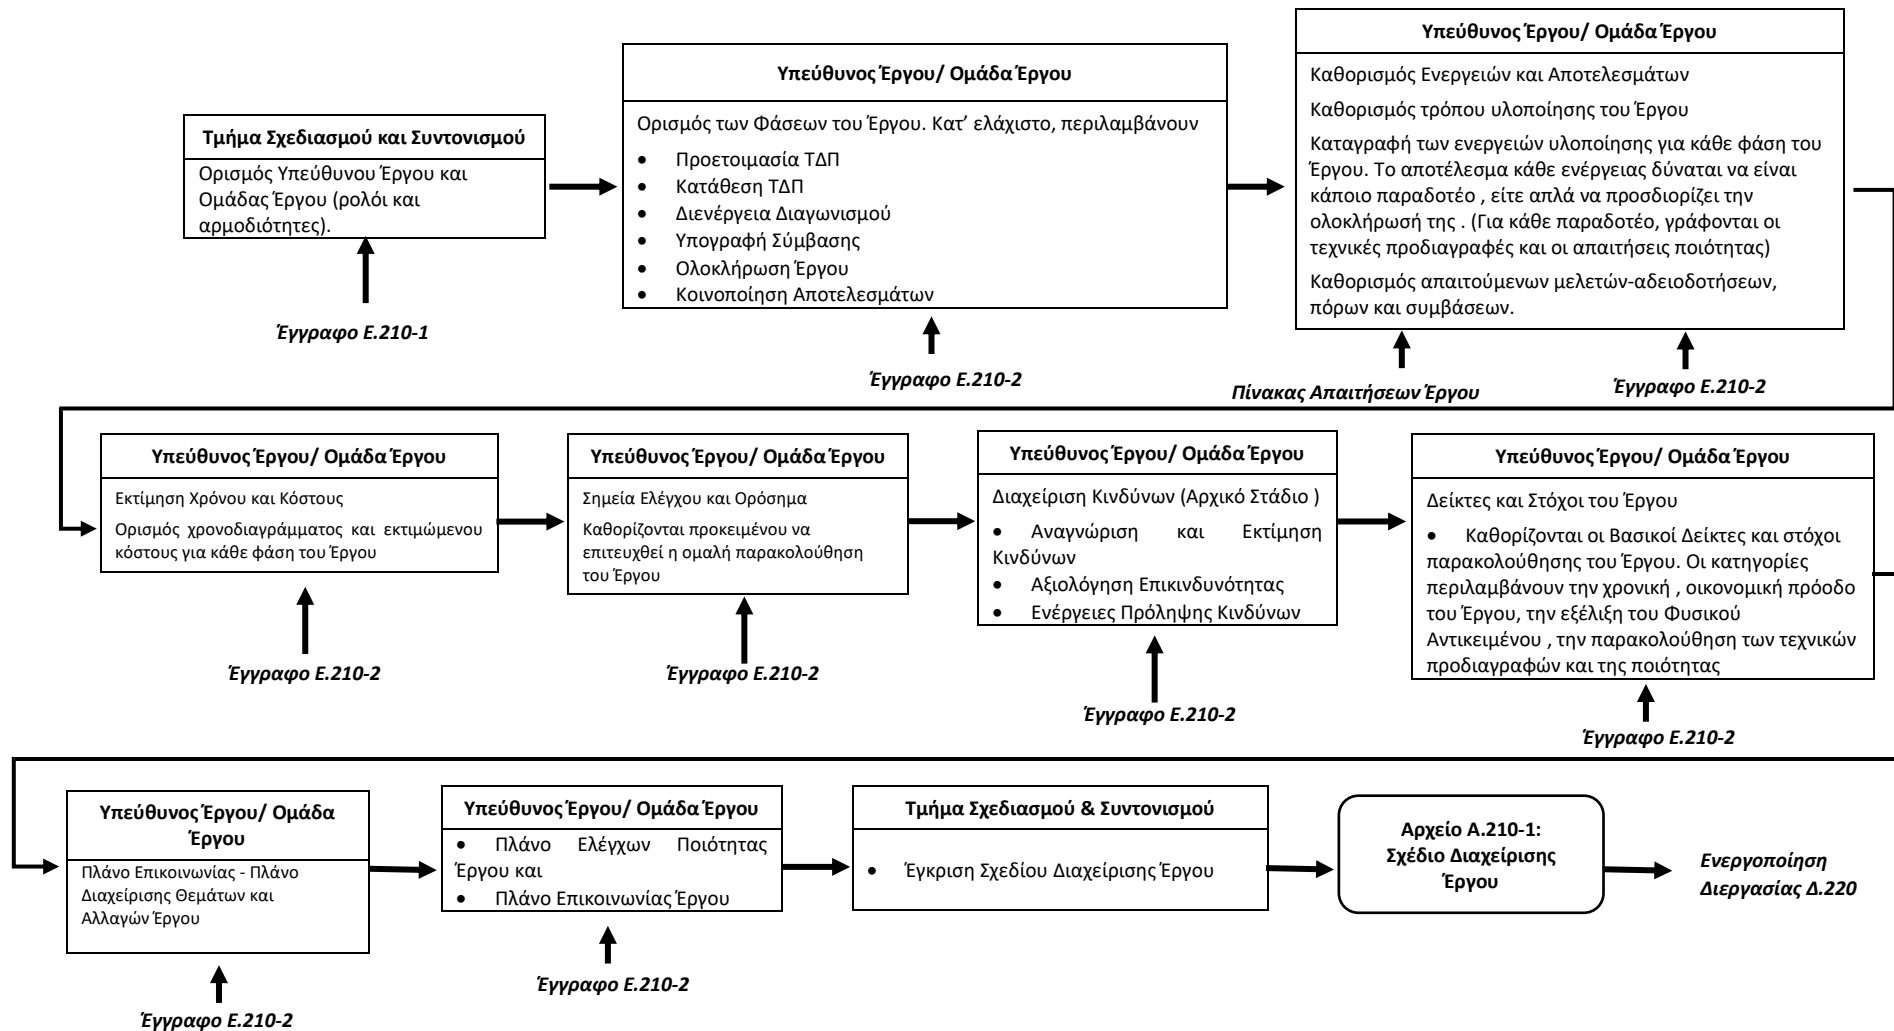 Τμήμα Σχεδιασμού και Συντονισμού
Ορισμός Υπεύθυνου Έργου και
Ομάδας Έργου (ρολόι και
αρμοδιότητες).
Έγγραφο Ε.210-1
Υπεύθυνος Έργου/ Ομάδα Έργου
Ορισμός των Φάσεων του Έργου. Κατ’ ελάχιστο, περιλαμβάνουν
• Προετοιμασία ΤΔΠ
• Κατάθεση ΤΔΠ
• Διενέργεια Διαγωνισμού
• Υπογραφή Σύμβασης
• Ολοκλήρωση Έργου
• Κοινοποίηση Αποτελεσμάτων
Έγγραφο Ε.210-2
Υπεύθυνος Έργου/ Ομάδα Έργου
Καθορισμός Ενεργειών και Αποτελεσμάτων
Καθορισμός τρόπου υλοποίησης του Έργου
Καταγραφή των ενεργειών υλοποίησης για κάθε φάση του
Έργου. Το αποτέλεσμα κάθε ενέργειας δύναται να είναι
κάποιο παραδοτέο , είτε απλά να προσδιορίζει την
ολοκλήρωσή της . (Για κάθε παραδοτέο, γράφονται οι
τεχνικές προδιαγραφές και οι απαιτήσεις ποιότητας)
Καθορισμός απαιτούμενων μελετών-αδειοδοτήσεων,
πόρων και συμβάσεων.
Πίνακας Απαιτήσεων Έργου
Έγγραφο Ε.210-2
Υπεύθυνος Έργου/ Ομάδα Έργου
Εκτίμηση Χρόνου και Κόστους
Ορισμός χρονοδιαγράμματος και εκτιμώμενου
κόστους για κάθε φάση του Έργου
Έγγραφο Ε.210-2
Υπεύθυνος Έργου/ Ομάδα Έργου
Σημεία Ελέγχου και Ορόσημα
Καθορίζονται προκειμένου να
επιτευχθεί η ομαλή παρακολούθηση
του Έργου
Έγγραφο Ε.210-2
Υπεύθυνος Έργου/ Ομάδα Έργου
Διαχείριση Κινδύνων (Αρχικό Στάδιο )
• Αναγνώριση και Εκτίμηση
Κινδύνων
• Αξιολόγηση Επικινδυνότητας
• Ενέργειες Πρόληψης Κινδύνων
Έγγραφο Ε.210-2
Υπεύθυνος Έργου/ Ομάδα Έργου
Δείκτες και Στόχοι του Έργου
• Καθορίζονται οι Βασικοί Δείκτες και στόχοι
παρακολούθησης του Έργου. Οι κατηγορίες
περιλαμβάνουν την χρονική , οικονομική πρόοδο
του Έργου, την εξέλιξη του Φυσικού
Αντικειμένου , την παρακολούθηση των τεχνικών
προδιαγραφών και της ποιότητας
Έγγραφο Ε.210-2
Υπεύθυνος Έργου/ Ομάδα
Έργου
Πλάνο Επικοινωνίας - Πλάνο
Διαχείρισης Θεμάτων και
Αλλαγών Έργου
Έγγραφο Ε.210-2
Υπεύθυνος Έργου/ Ομάδα Έργου
• Πλάνο Ελέγχων Ποιότητας
Έργου και
• Πλάνο Επικοινωνίας Έργου
Έγγραφο Ε.210-2
Τμήμα Σχεδιασμού & Συντονισμού
• Έγκριση Σχεδίου Διαχείρισης Έργου
Αρχείο Α.210-1:
Σχέδιο Διαχείρισης
Έργου
Ενεργοποίηση
Διεργασίας Δ.220